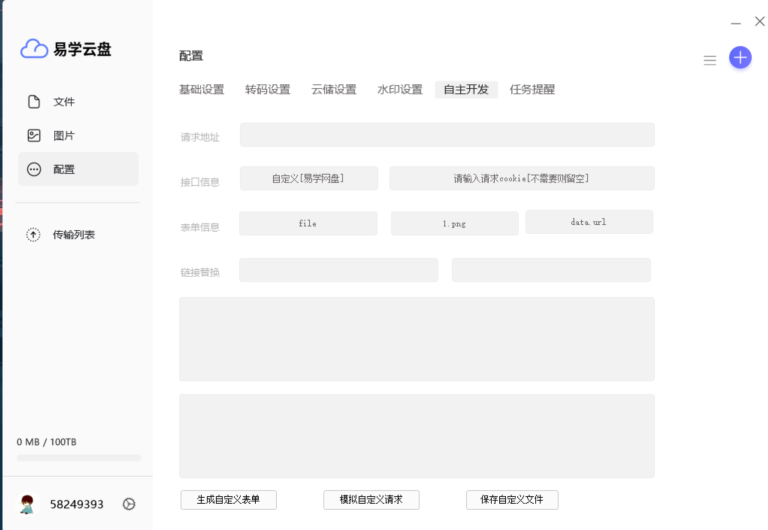 易学云盘
文件
图片
配置
传输列表
0 MB / 100TB
58249393
配置
基础设置 转码设置 云储设置 水印设置 自主开发 任务提醒
请求地址
接口信息 自定义[易学网盘] 请输入请求cookie[不需要则留空]
表单信息 file 1.png data.url
链接替换
生成自定义表单 模拟自定义请求 保存自定义文件